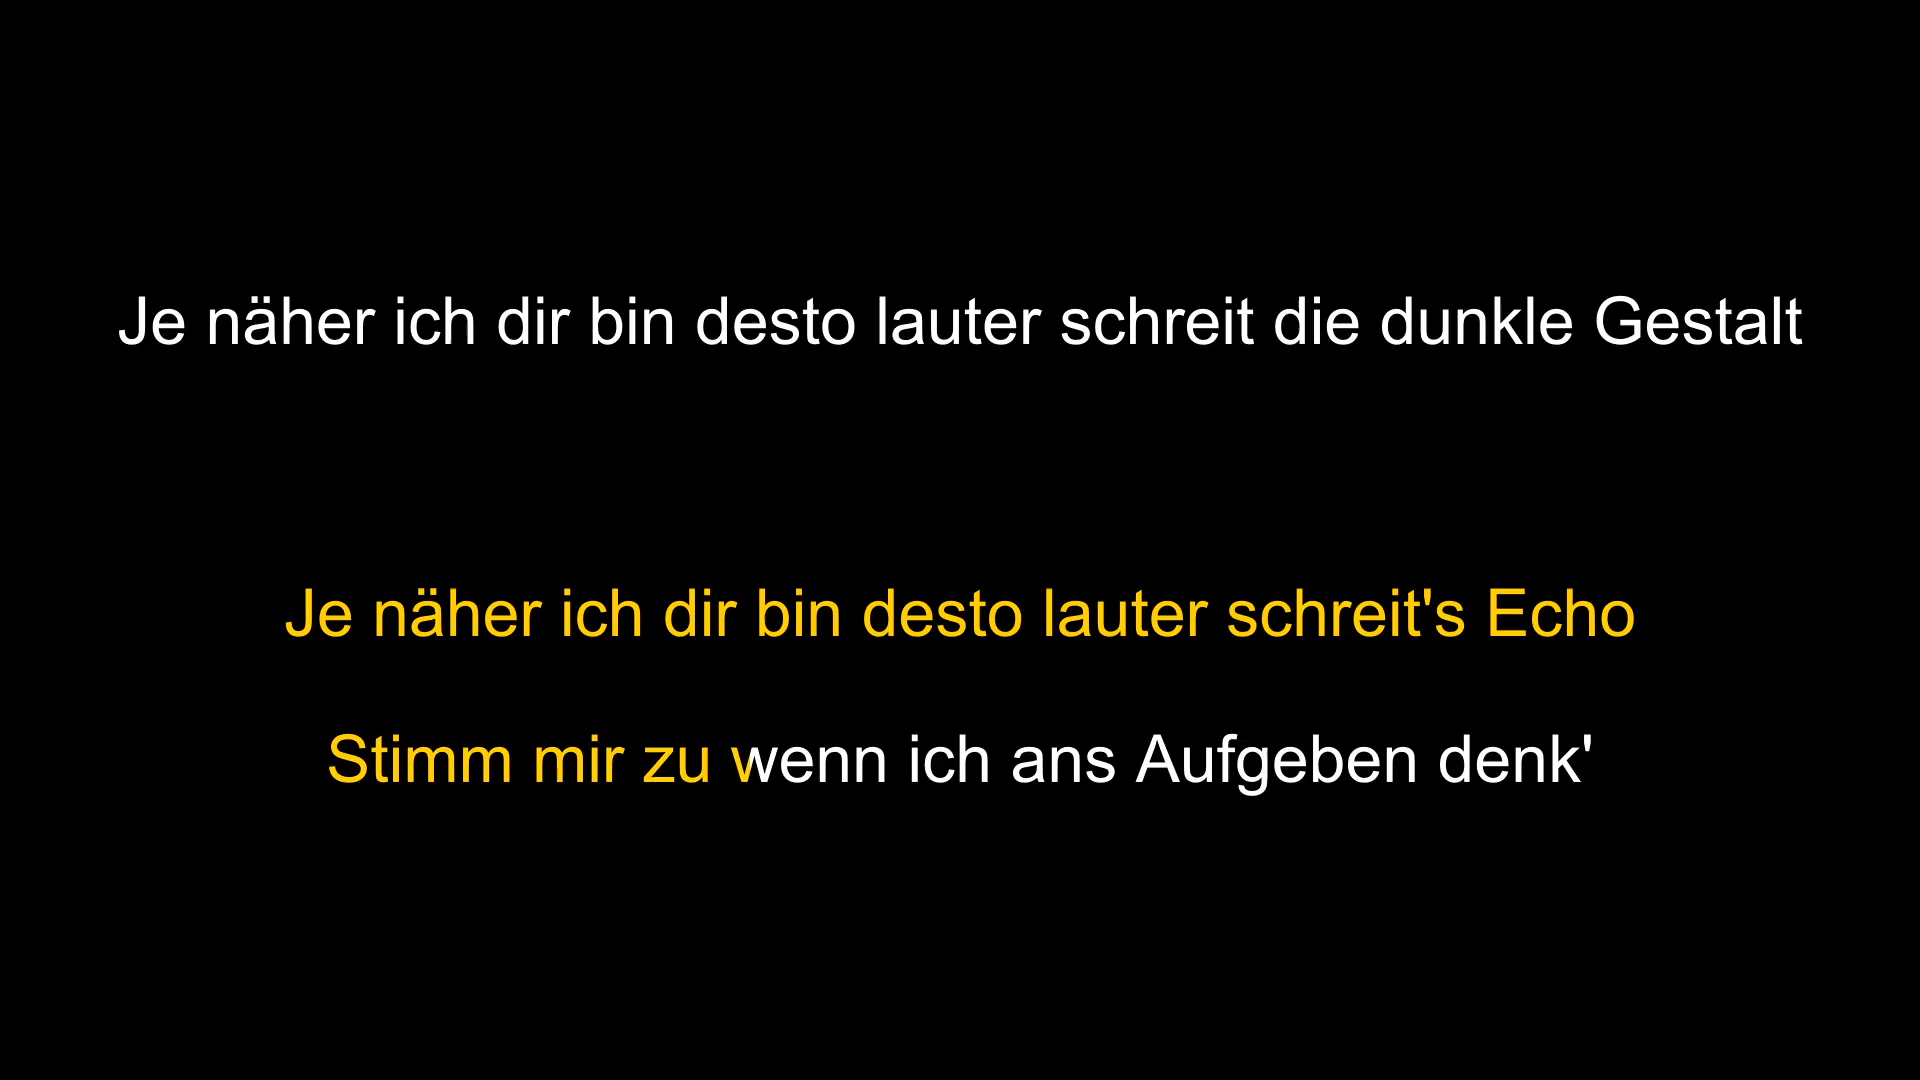 Je näher ich dir bin desto lauter schreit die dunkle Gestalt
Je näher ich dir bin desto lauter schreit's Echo
Stimm mir zu wenn ich ans Aufgeben denk'